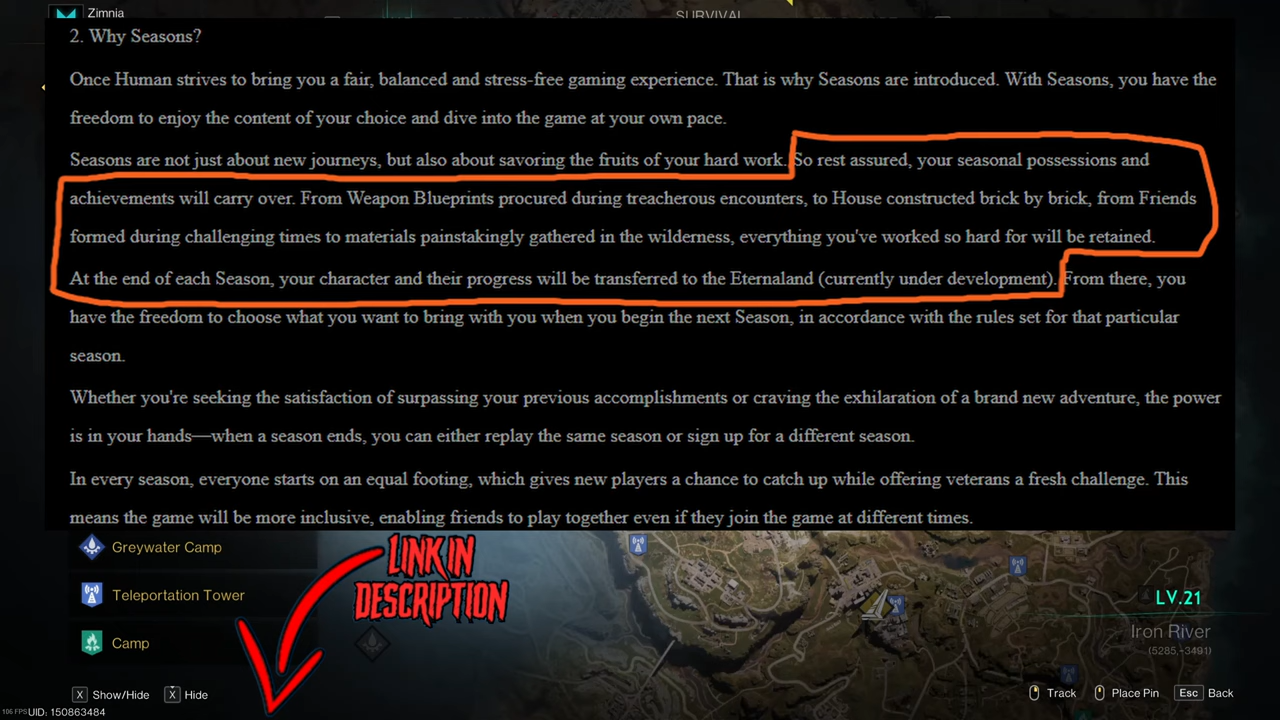 Zimnia
SURVIVAL
2. Why Seasons?
Once Human strives to bring you a fair, balanced and stress-free gaming experience. That is why Seasons are introduced. With Seasons, you have the
freedom to enjoy the content of your choice and dive into the game at your own pace.
Seasons are not just about new journeys, but also about savoring the fruits of your hard work. So rest assured, your seasonal possessions and
achievements will carry over. From Weapon Blueprints procured during treacherous encounters, to House constructed brick by brick, from Friends
formed during challenging times to materials painstakingly gathered in the wilderness, everything you've worked so hard for will be retained.
At the end of each Season, your character and their progress will be transferred to the Eternaland (currently under development). From there, you
have the freedom to choose what you want to bring with you when you begin the next Season, in accordance with the rules set for that particular
season.
Whether you're seeking the satisfaction of surpassing your previous accomplishments or craving the exhilaration of a brand new adventure, the power
is in your hands—when a season ends, you can either replay the same season or sign up for a different season.
In every season, everyone starts on an equal footing, which gives new players a chance to catch up while offering veterans a fresh challenge. This
means the game will be more inclusive, enabling friends to play together even if they join the game at different times.
Greywater Camp
LINK IN
DESCRIPTION
Teleportation Tower
LV.21
Camp
Iron River
(5285,-3491)
X Show/Hide X Hide
Track Place Pin Esc Back
106 FPS UID: 150863484